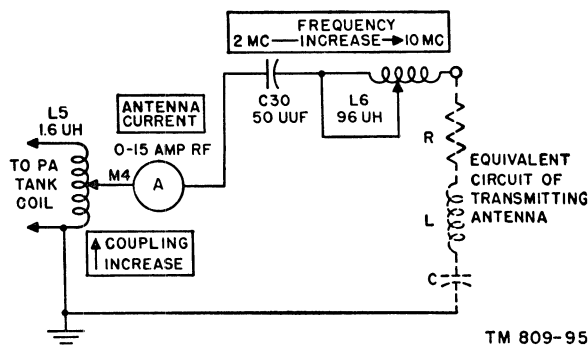 FREQUENCY
2 MC INCREASE 10 MC
C30
50 UUF
L6
96 UH
L5
1.6 UH
ANTENNA
CURRENT
0-15 AMP RF
TO PA
TANK
COIL
M4
A
COUPLING
INCREASE
R
L
C
EQUIVALENT
CIRCUIT OF
TRANSMITTING
ANTENNA
TM 809-95